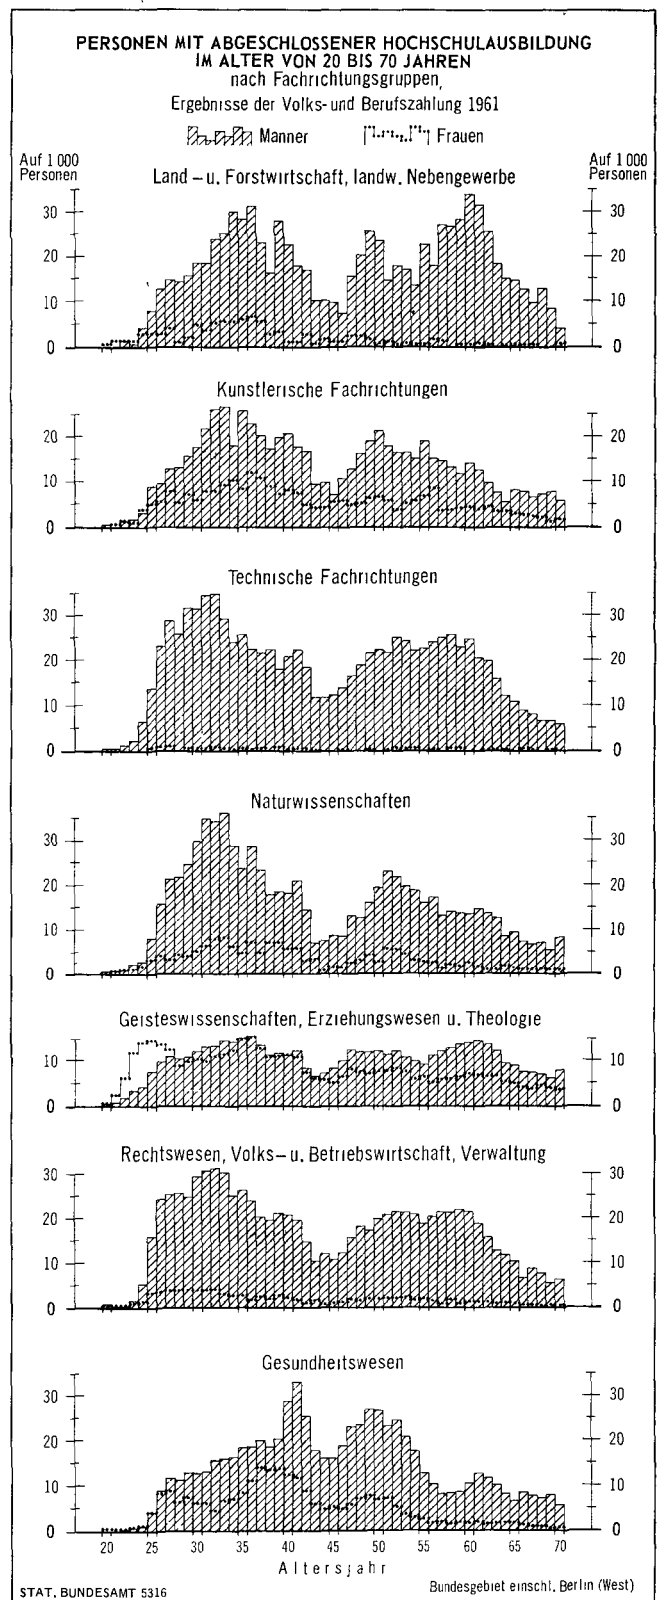 PERSONEN MIT ABGESCHLOSSENER HOCHSCHULAUSBILDUNG
IM ALTER VON 20 BIS 70 JAHREN
nach Fachrichtungsgruppen,
Ergebnisse der Volks- und Berufszahlung 1961
Manner Frauen
Auf 1 000
Personen
Auf 1 000
Personen
Land - u. Forstwirtschaft, landw. Nebengewerbe
30 30
20 20
10 10
0 0
Kunstlerische Fachrichtungen
20 20
10 10
0 0
Technische Fachrichtungen
30 30
20 20
10 10
0 0
Naturwissenschaften
30 30
20 20
10 10
0 0
Geisteswissenschaften, Erziehungswesen u. Theologie
10 10
0 0
Rechtswesen, Volks- u. Betriebswirtschaft, Verwaltung
30 30
20 20
10 10
0 0
Gesundheitswesen
30 30
20 20
10 10
0 0
20 25 30 35 40 45 50 55 60 65 70
Altersjahr
STAT. BUNDESAMT 5316
Bundesgebiet einschl. Berlin (West)